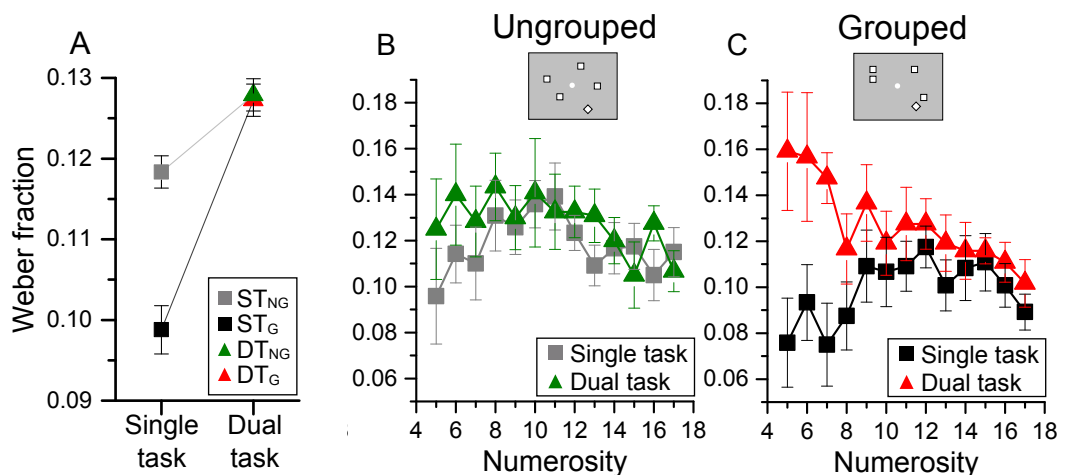 A
Weber fraction
0.13
0.12
0.11
0.10
0.09
Single task
Dual task
ST_NG
ST_G
DT_NG
DT_G
B
Ungrouped
0.18
0.16
0.14
0.12
0.10
0.08
0.06
4 6 8 10 12 14 16 18
Numerosity
Single task
Dual task
C
Grouped
0.18
0.16
0.14
0.12
0.10
0.08
0.06
4 6 8 10 12 14 16 18
Numerosity
Single task
Dual task